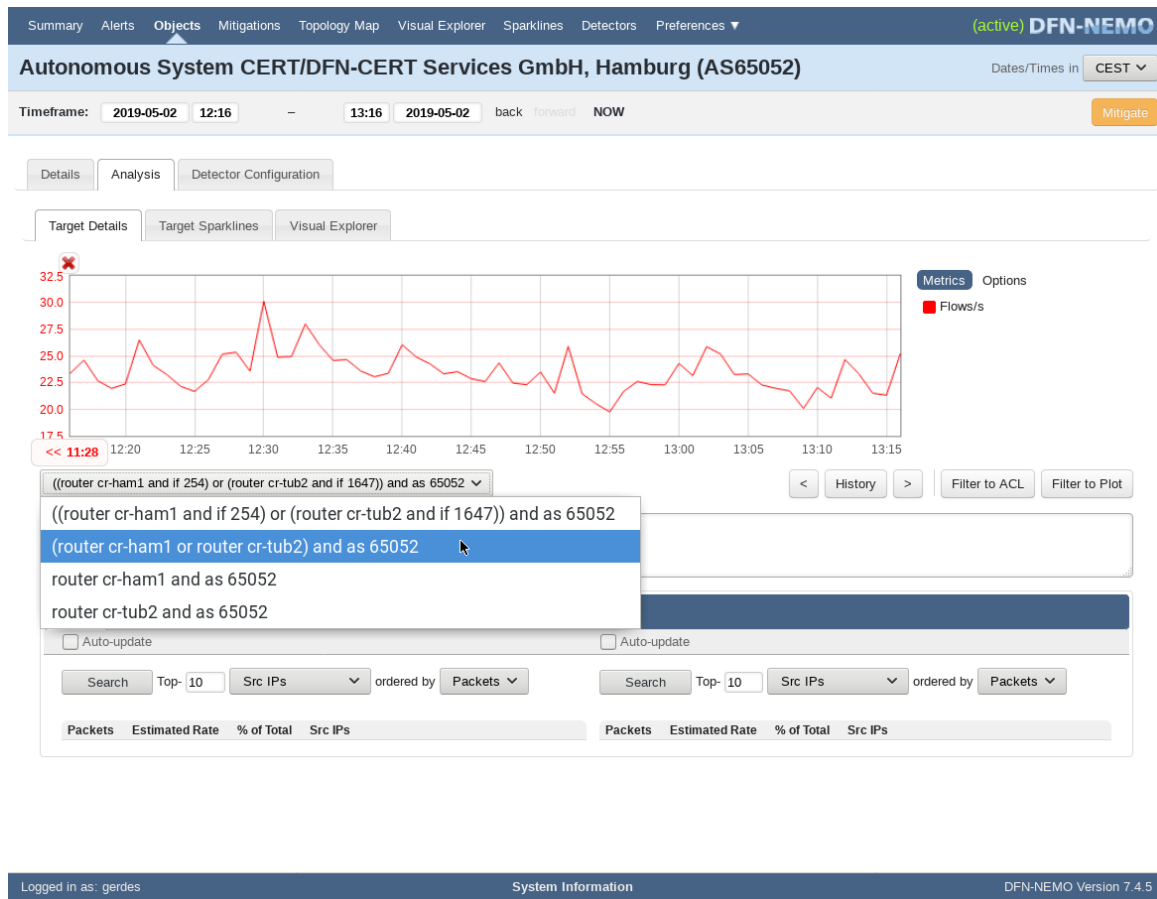 Summary Alerts Objects Mitigations Topology Map Visual Explorer Sparklines Detectors Preferences ▼ (active) DFN-NEMO
Autonomous System CERT/DFN-CERT Services GmbH, Hamburg (AS65052) Dates/Times in CEST
Timeframe: 2019-05-02 12:16 – 13:16 2019-05-02 back forward NOW Mitigate
Details Analysis Detector Configuration
Target Details Target Sparklines Visual Explorer
32.5
30.0
27.5
25.0
22.5
20.0
17.5
Metrics Options
Flows/s
<< 11:28 12:20 12:25 12:30 12:35 12:40 12:45 12:50 12:55 13:00 13:05 13:10 13:15
((router cr-ham1 and if 254) or (router cr-tub2 and if 1647)) and as 65052 < History > Filter to ACL Filter to Plot
((router cr-ham1 and if 254) or (router cr-tub2 and if 1647)) and as 65052
(router cr-ham1 or router cr-tub2) and as 65052
router cr-ham1 and as 65052
router cr-tub2 and as 65052
Auto-update Auto-update
Search Top- 10 Src IPs ordered by Packets Search Top- 10 Src IPs ordered by Packets
Packets Estimated Rate % of Total Src IPs Packets Estimated Rate % of Total Src IPs
Logged in as: gerdes System Information DFN-NEMO Version 7.4.5